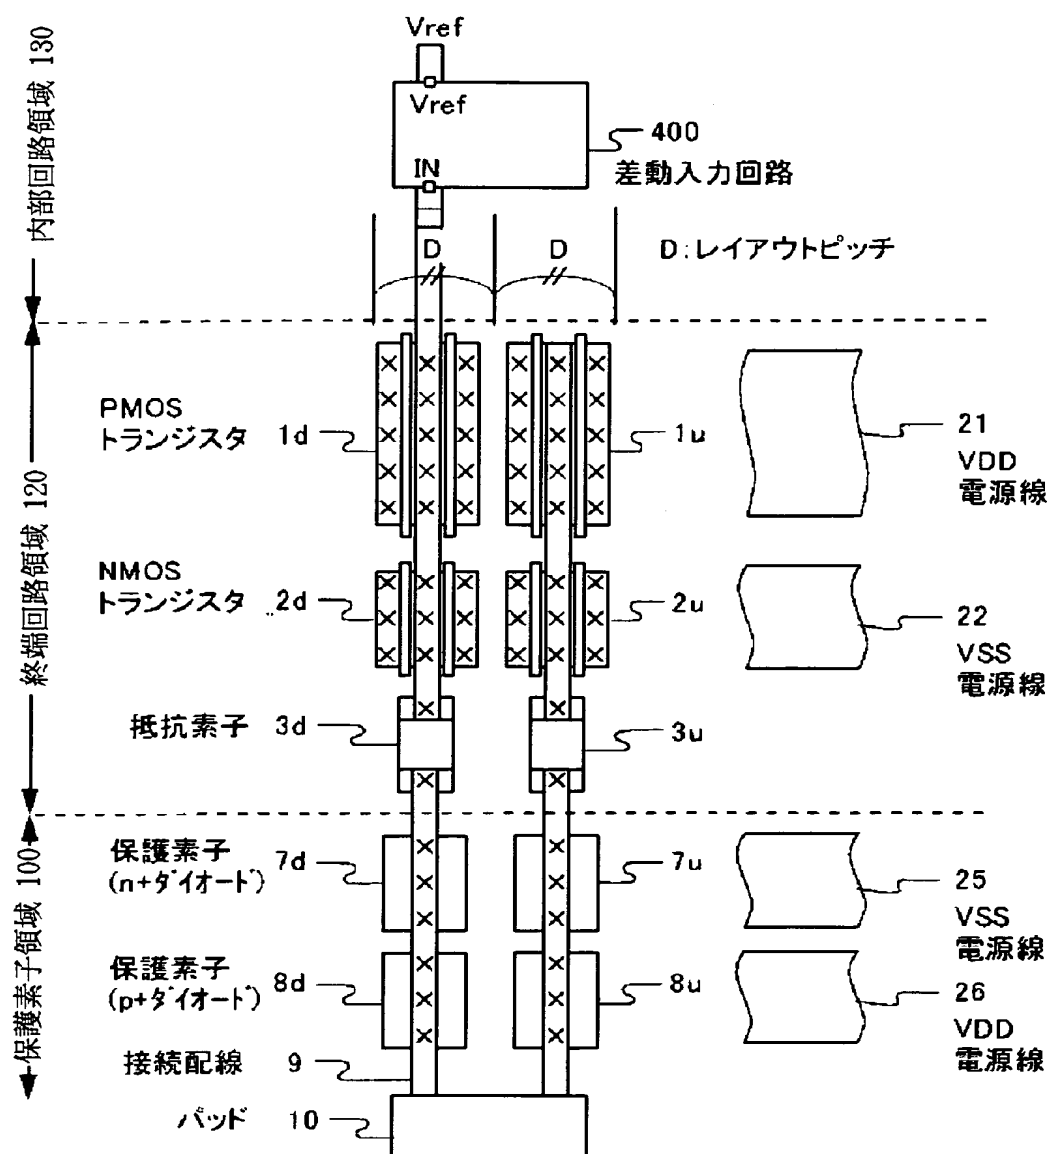 Vref
Vref
400
差動入力回路
IN
D
D
D:レイアウトピッチ
内部回路領域 130
PMOS
トランジスタ 1d
1u
21
VDD
電源線
終端回路領域 120
NMOS
トランジスタ 2d
2u
22
VSS
電源線
抵抗素子 3d
3u
保護素子領域 100
保護素子 7d
(n+ダイオード)
7u
25
VSS
電源線
保護素子
(p+ダイオード) 8d
8u
26
VDD
電源線
接続配線 9
パッド 10